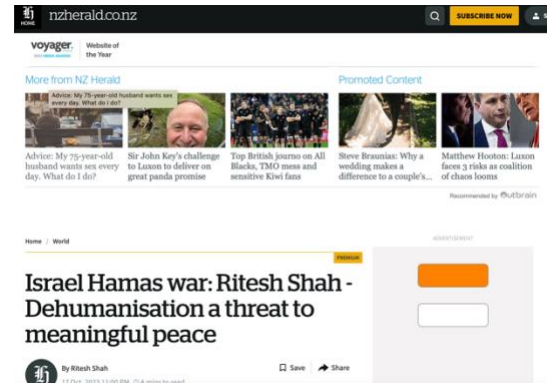 HOME
nzherald.co.nz
SUBSCRIBE NOW
voyager.
Website of
the Year
More from NZ Herald
Promoted Content
Advice: My 75-year-old husband wants sex
every day. What do I do?
Advice: My 75-year-old
husband wants sex every
day. What do I do?
Sir John Key's challenge
to Luxon to deliver on
great panda promise
Top British journo on All
Blacks, TMO mess and
sensitive Kiwi fans
Steve Braunias: Why a
wedding makes a
difference to a couple's...
Matthew Hooton: Luxon
faces 3 risks as coalition
of chaos looms
Recommended by Outbrain
Home / World
ADVERTISEMENT
PREMIUM
Israel Hamas war: Ritesh Shah -
Dehumanisation a threat to
meaningful peace
By Ritesh Shah
Save
Share